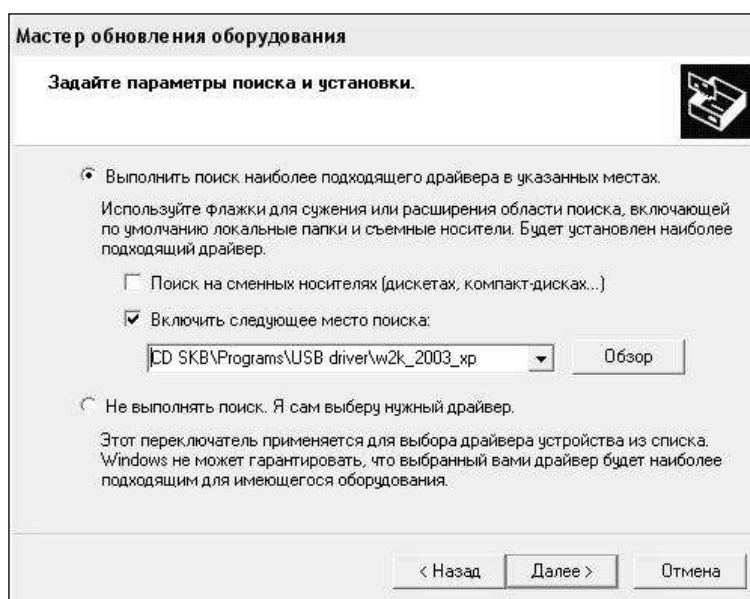 Мастер обновления оборудования
Задайте параметры поиска и установки.
Выполнить поиск наиболее подходящего драйвера в указанных местах.
Используйте флажки для сужения или расширения области поиска, включающей
по умолчанию локальные папки и съемные носители. Будет установлен наиболее
подходящий драйвер.
Поиск на сменных носителях (дискетах, компакт-дисках...)
Включить следующее место поиска:
CD SKB\Programs\USB driver\w2k_2003_xp
Обзор
Не выполнять поиск. Я сам выберу нужный драйвер.
Этот переключатель применяется для выбора драйвера устройства из списка.
Windows не может гарантировать, что выбранный вами драйвер будет наиболее
подходящим для имеющегося оборудования.
< Назад
Далее >
Отмена